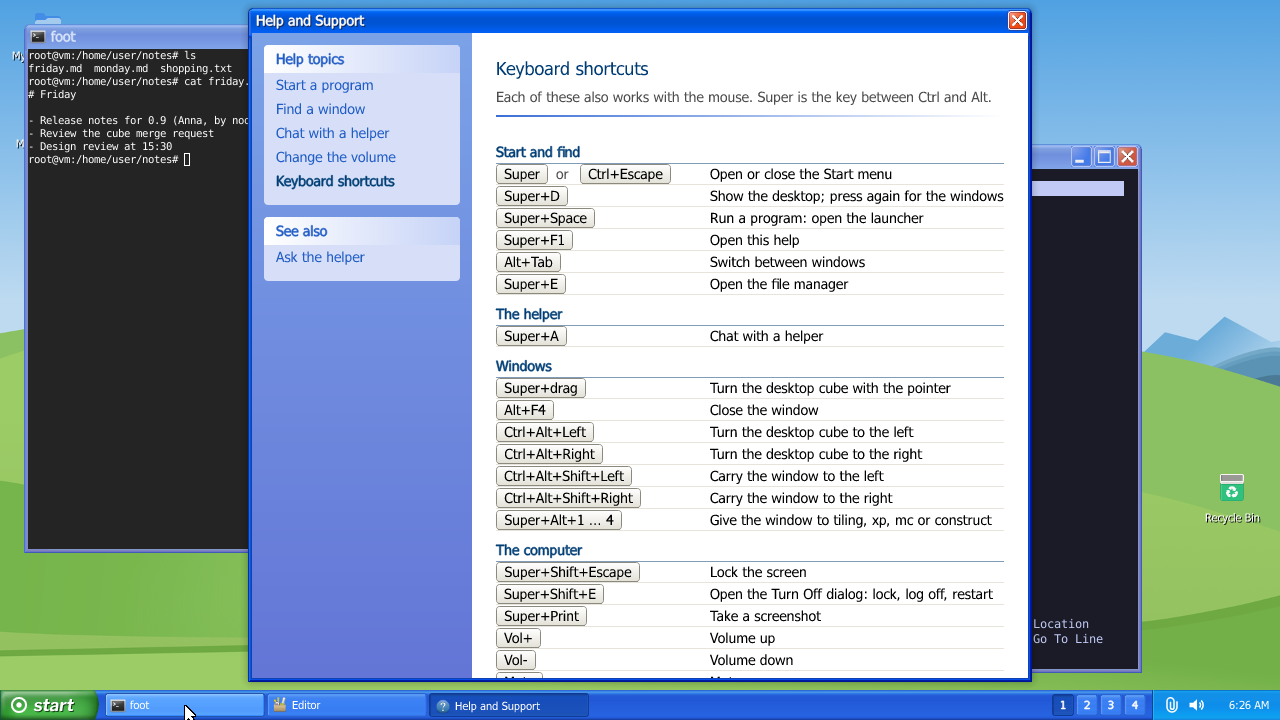 Help and Support
foot
root@vm:/home/user/notes# ls
friday.md monday.md shopping.txt
root@vm:/home/user/notes# cat friday.
# Friday
- Release notes for 0.9 (Anna, by
- Review the cube merge request
- Design review at 15:30
root@vm:/home/user/notes#
Help topics
Start a program
Find a window
Chat with a helper
Change the volume
Keyboard shortcuts
See also
Ask the helper
Keyboard shortcuts
Each of these also works with the mouse. Super is the key between Ctrl and Alt.
Start and find
Super or Ctrl+Escape Open or close the Start menu
Super+D Show the desktop; press again for the windows
Super+Space Run a program: open the launcher
Super+F1 Open this help
Alt+Tab Switch between windows
Super+E Open the file manager
The helper
Super+A Chat with a helper
Windows
Super+drag Turn the desktop cube with the pointer
Alt+F4 Close the window
Ctrl+Alt+Left Turn the desktop cube to the left
Ctrl+Alt+Right Turn the desktop cube to the right
Ctrl+Alt+Shift+Left Carry the window to the left
Ctrl+Alt+Shift+Right Carry the window to the right
Super+Alt+1 ... 4 Give the window to tiling, xp, mc or construct
The computer
Super+Shift+Escape Lock the screen
Super+Shift+E Open the Turn Off dialog: lock, log off, restart
Super+Print Take a screenshot
Vol+ Volume up
Vol- Volume down
Location
Go To Line
Recycle Bin
start
foot
Editor
Help and Support
1 2 3 4
6:26 AM